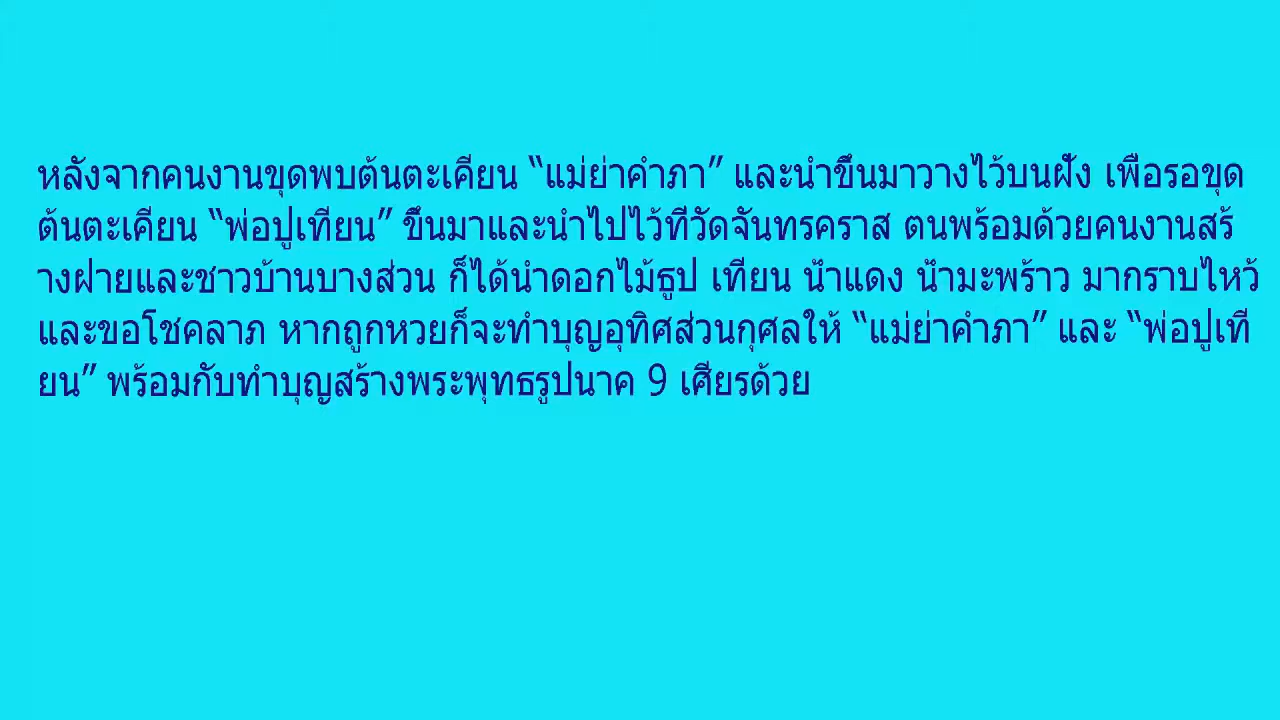 หลังจากคนงานขุดพบต้นตะเคียน “แม่ย่าคำภา” และนำขึ้นมาวางไว้บนฝั่ง เพื่อรอขุด
ต้นตะเคียน “พ่อปู่เทียน” ขึ้นมาและนำไปไว้ที่วัดจันทรคราส ตนพร้อมด้วยคนงานสร้
างฝายและชาวบ้านบางส่วน ก็ได้นำดอกไม้ธูป เทียน น้ำแดง น้ำมะพร้าว มากราบไหว้
และขอโชคลาภ หากถูกหวยก็จะทำบุญอุทิศส่วนกุศลให้ “แม่ย่าคำภา” และ “พ่อปู่เที
ยน” พร้อมกับทำบุญสร้างพระพุทธรูปนาค 9 เศียรด้วย